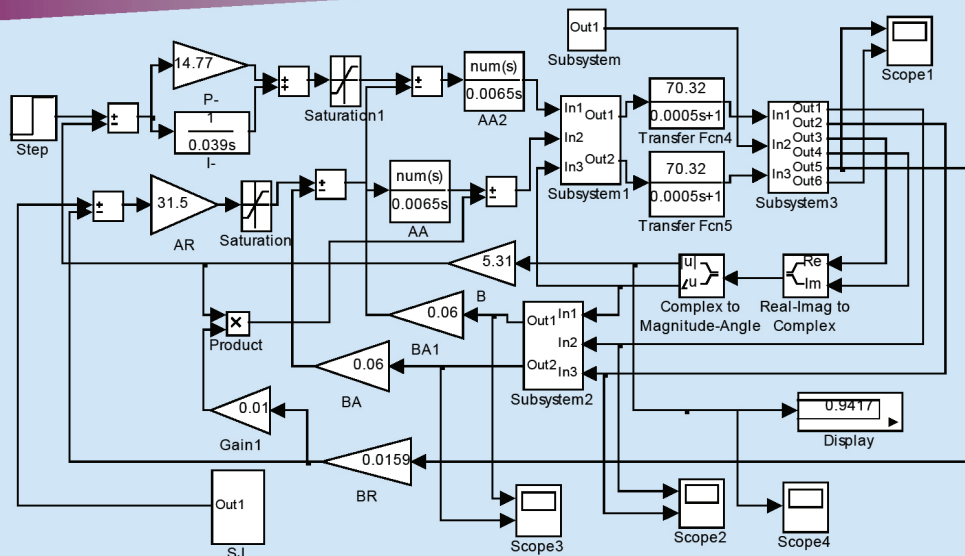 Step
14.77
P-
1
0.039s
I-
Saturation1
num(s)
0.0065s
AA2
Out1
Subsystem
Scope1
In1
In2
In3
Out1
Out2
Subsystem1
70.32
0.0005s+1
Transfer Fcn4
70.32
0.0005s+1
Transfer Fcn5
In1
In2
In3
Out1
Out2
Out3
Out4
Out5
Out6
Subsystem3
31.5
AR
Saturation
num(s)
0.0065s
AA
5.31
B
|u|
∠u
Complex to
Magnitude-Angle
Re
Im
Real-Imag to
Complex
×
Product
0.06
BA1
0.06
BA
Out1
Out2
In1
In2
In3
Subsystem2
0.01
Gain1
0.0159
BR
0.9417
Display
Out1
SJ
Scope3
Scope2
Scope4